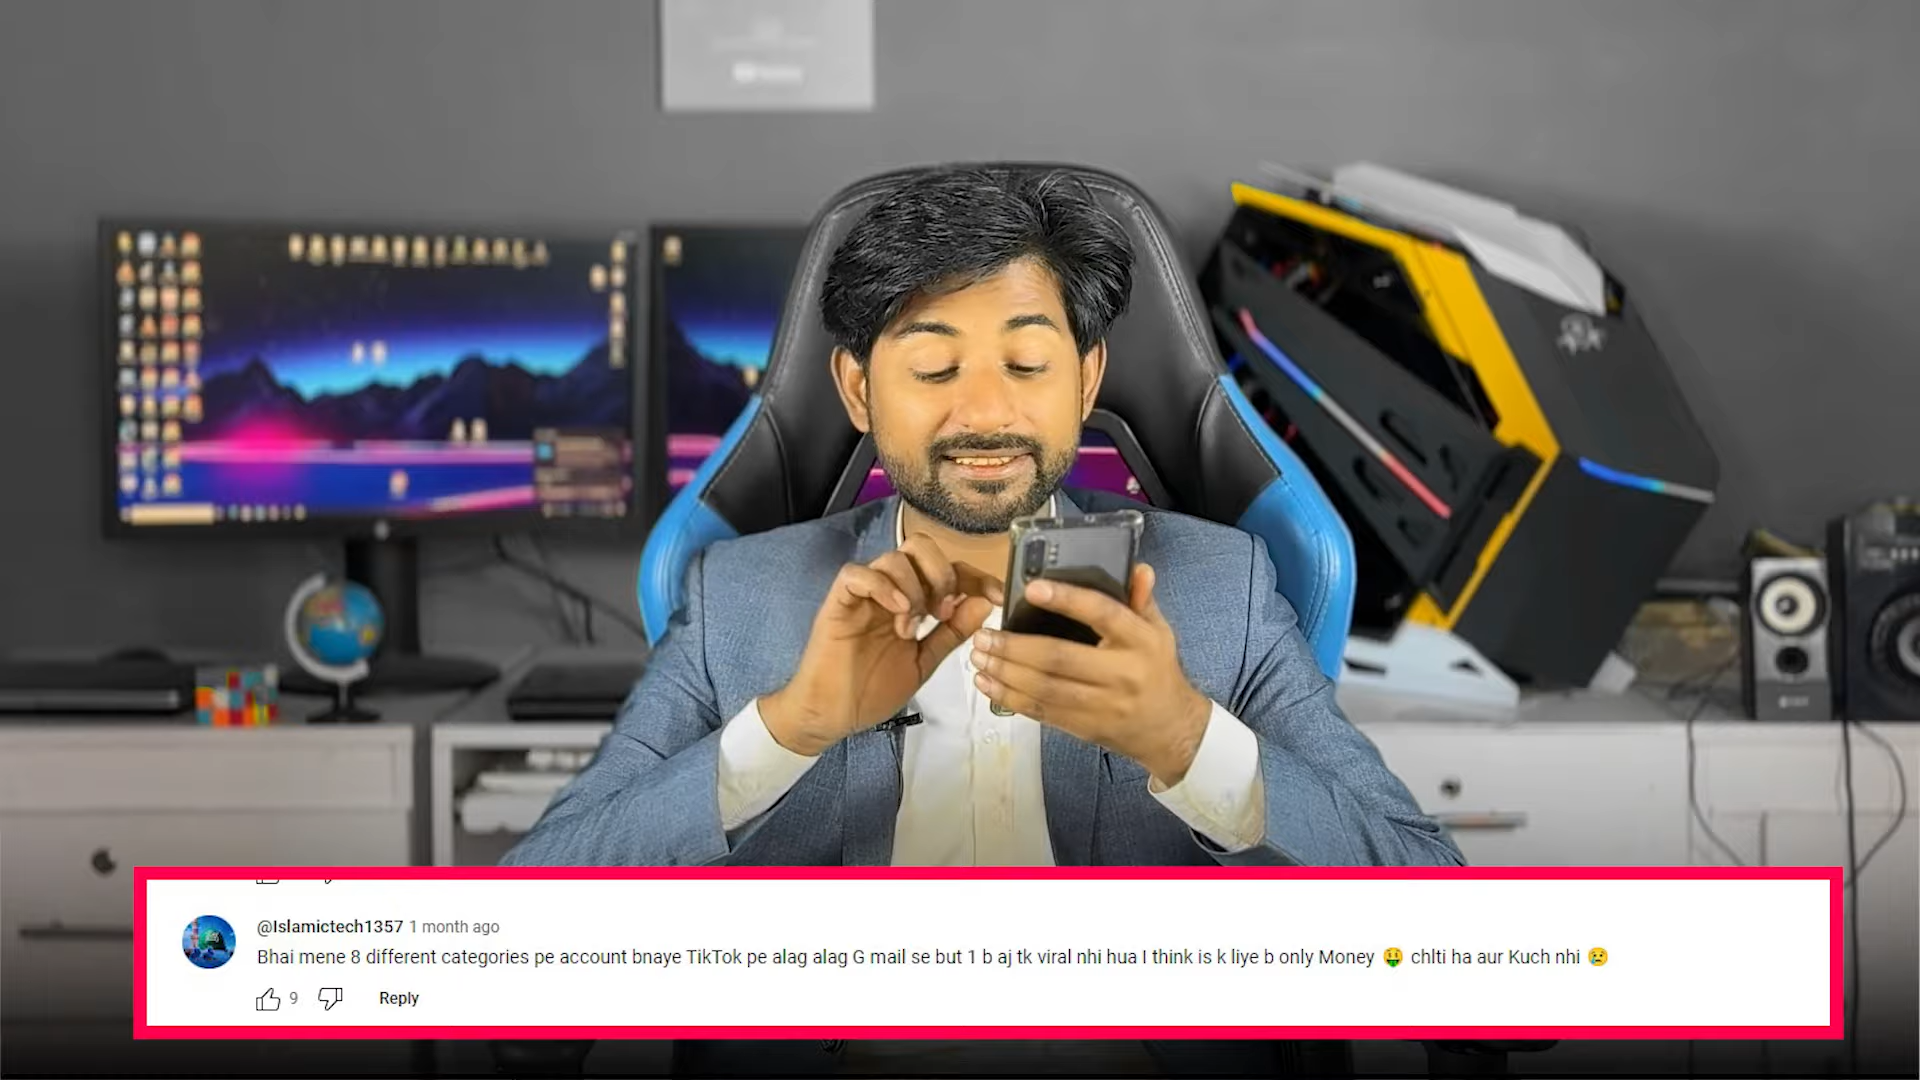 @Islamictech1357 1 month ago
Bhai mene 8 different categories pe account bnaye TikTok pe alag alag G mail se but 1 b aj tk viral nhi hua I think is k liye b only Money 🤑 chlti ha aur Kuch nhi 😢
9 Reply